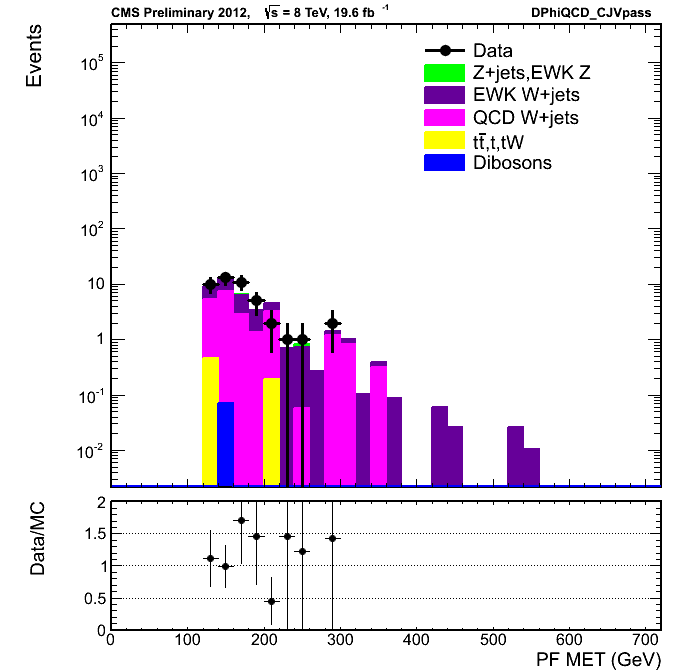 CMS Preliminary 2012, √s = 8 TeV, 19.6 fb⁻¹ DPhiQCD_CJVpass
Events
Data
Z+jets,EWK Z
EWK W+jets
QCD W+jets
tt̅,t,tW
Dibosons
10⁵
10⁴
10³
10²
10
1
10⁻¹
10⁻²
Data/MC
2
1.5
1
0.5
0
0 100 200 300 400 500 600 700
PF MET (GeV)